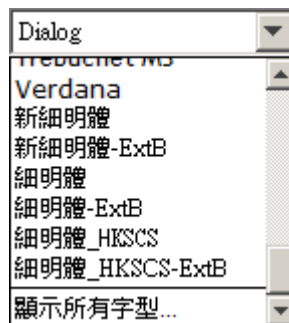 Dialog
Trebuchet MS
Verdana
新細明體
新細明體-ExtB
細明體
細明體-ExtB
細明體_HKSCS
細明體_HKSCS-ExtB
顯示所有字型...